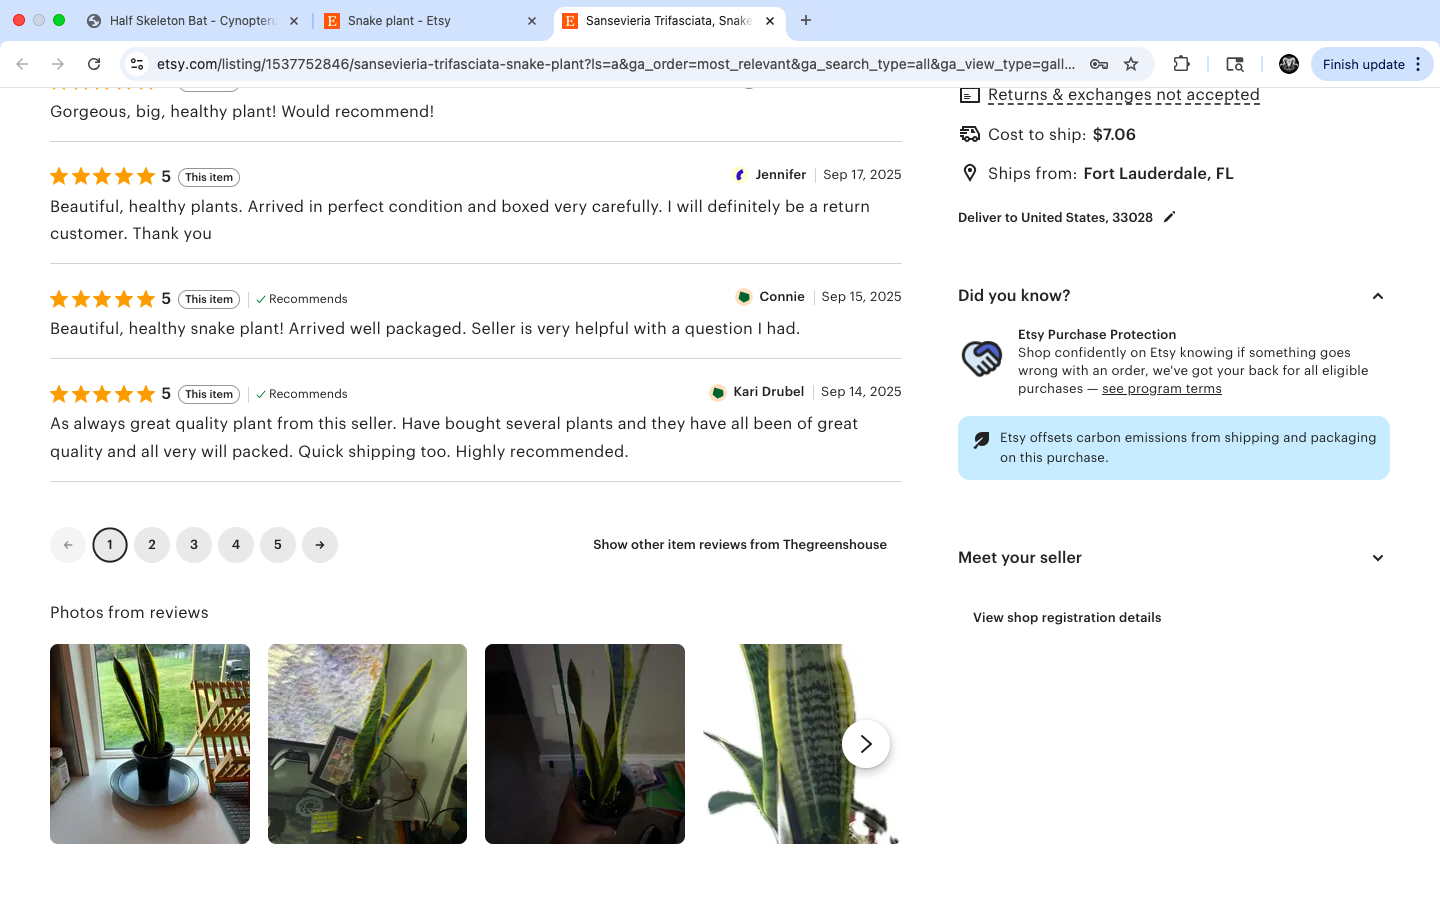 Half Skeleton Bat - Cynopteru
Snake plant - Etsy
Sansevieria Trifasciata, Snake
etsy.com/listing/1537752846/sansevieria-trifasciata-snake-plant?ls=a&ga_order=most_relevant&ga_search_type=all&ga_view_type=gall...
Finish update
Gorgeous, big, healthy plant! Would recommend!
5 This item
Jennifer Sep 17, 2025
Beautiful, healthy plants. Arrived in perfect condition and boxed very carefully. I will definitely be a return
customer. Thank you
5 This item Recommends
Connie Sep 15, 2025
Beautiful, healthy snake plant! Arrived well packaged. Seller is very helpful with a question I had.
5 This item Recommends
Kari Drubel Sep 14, 2025
As always great quality plant from this seller. Have bought several plants and they have all been of great
quality and all very will packed. Quick shipping too. Highly recommended.
1 2 3 4 5
Show other item reviews from Thegreenshouse
Photos from reviews
Returns & exchanges not accepted
Cost to ship: $7.06
Ships from: Fort Lauderdale, FL
Deliver to United States, 33028
Did you know?
Etsy Purchase Protection
Shop confidently on Etsy knowing if something goes
wrong with an order, we've got your back for all eligible
purchases — see program terms
Etsy offsets carbon emissions from shipping and packaging
on this purchase.
Meet your seller
View shop registration details